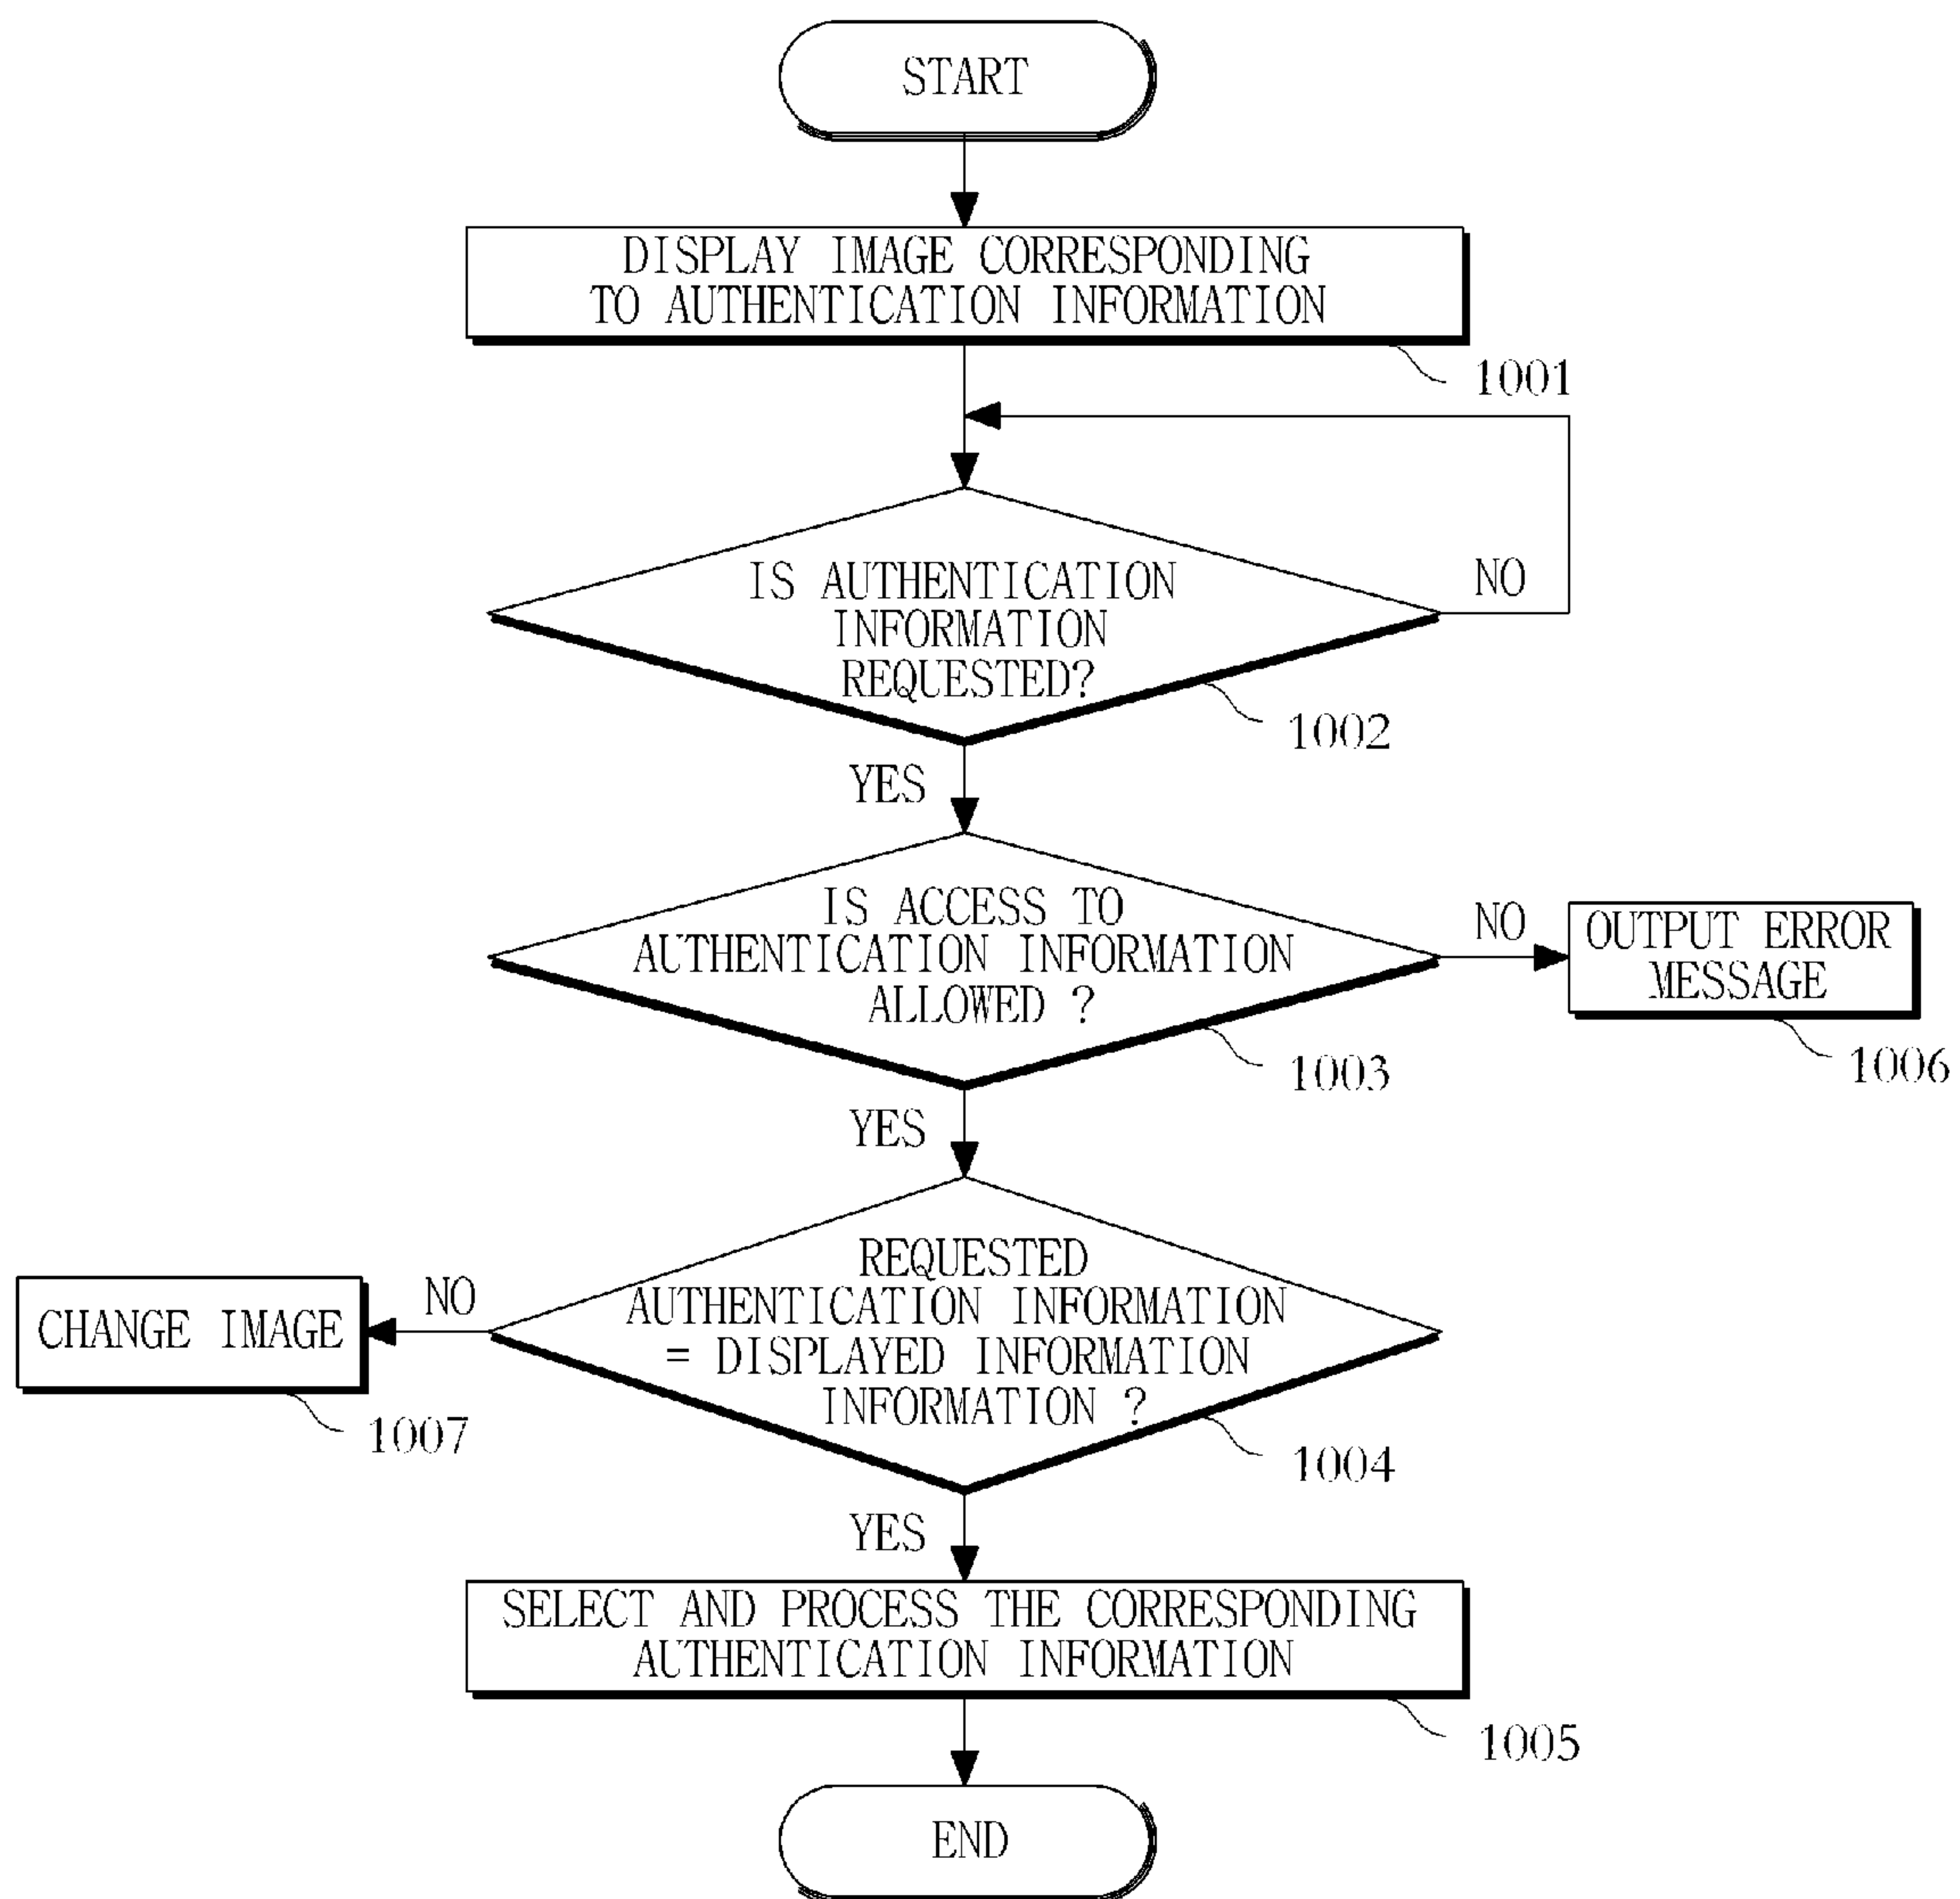 START
DISPLAY IMAGE CORRESPONDING
TO AUTHENTICATION INFORMATION
1001
IS AUTHENTICATION
INFORMATION
REQUESTED?
NO
1002
YES
IS ACCESS TO
AUTHENTICATION INFORMATION
ALLOWED ?
NO
OUTPUT ERROR
MESSAGE
1003
1006
YES
REQUESTED
AUTHENTICATION INFORMATION
= DISPLAYED INFORMATION
INFORMATION ?
NO
CHANGE IMAGE
1007
1004
YES
SELECT AND PROCESS THE CORRESPONDING
AUTHENTICATION INFORMATION
1005
END